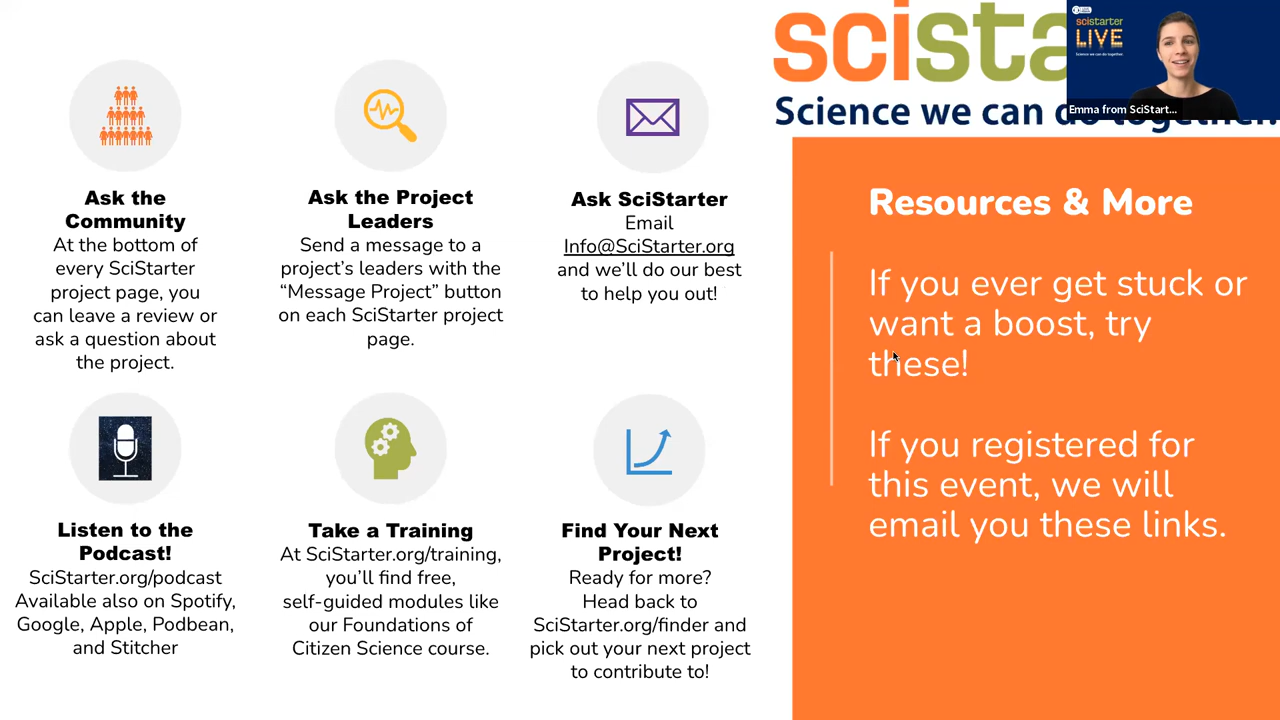 scista
Science we can do together.
scistarter
LIVE
Science we can do together.
Emma from SciStart...
Ask the
Community
At the bottom of
every SciStarter
project page, you
can leave a review or
ask a question about
the project.
Ask the Project
Leaders
Send a message to a
project's leaders with the
“Message Project” button
on each SciStarter project
page.
Ask SciStarter
Email
Info@SciStarter.org
and we'll do our best
to help you out!
Listen to the
Podcast!
SciStarter.org/podcast
Available also on Spotify,
Google, Apple, Podbean,
and Stitcher
Take a Training
At SciStarter.org/training,
you'll find free,
self-guided modules like
our Foundations of
Citizen Science course.
Find Your Next
Project!
Ready for more?
Head back to
SciStarter.org/finder and
pick out your next project
to contribute to!
Resources & More
If you ever get stuck or
want a boost, try
these!
If you registered for
this event, we will
email you these links.